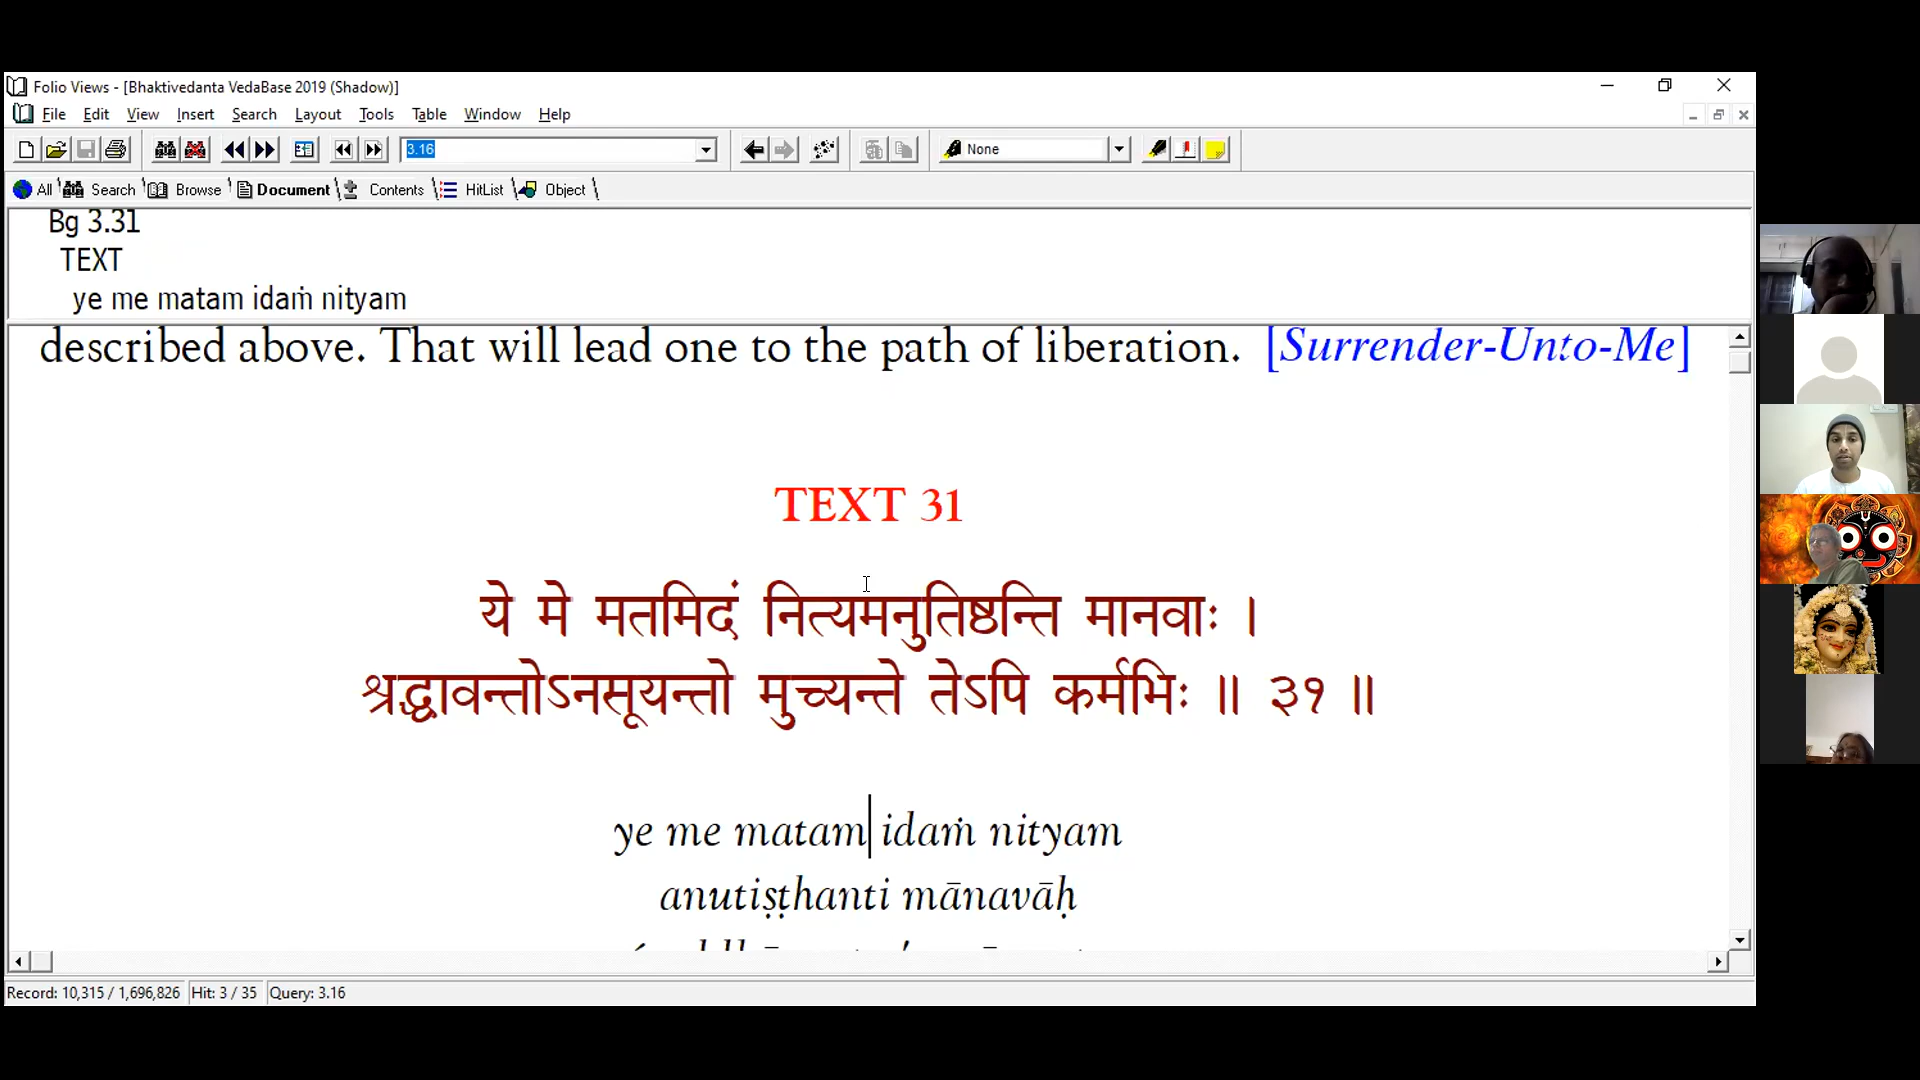 Folio Views - [Bhaktivedanta VedaBase 2019 (Shadow)]
File Edit View Insert Search Layout Tools Table Window Help
3.16 None
All Search Browse Document Contents HitList Object
Bg 3.31
TEXT
ye me matam idaṁ nityam
described above. That will lead one to the path of liberation. [Surrender-Unto-Me]
TEXT 31
ये मे मतमिदं नित्यमनुतिष्ठन्ति मानवाः ।
श्रद्धावन्तोऽनसूयन्तो मुच्यन्ते तेऽपि कर्मभिः ॥ ३१ ॥
ye me matam idaṁ nityam
anutiṣṭhanti mānavāḥ
Record: 10,315 / 1,696,826 Hit: 3 / 35 Query: 3.16